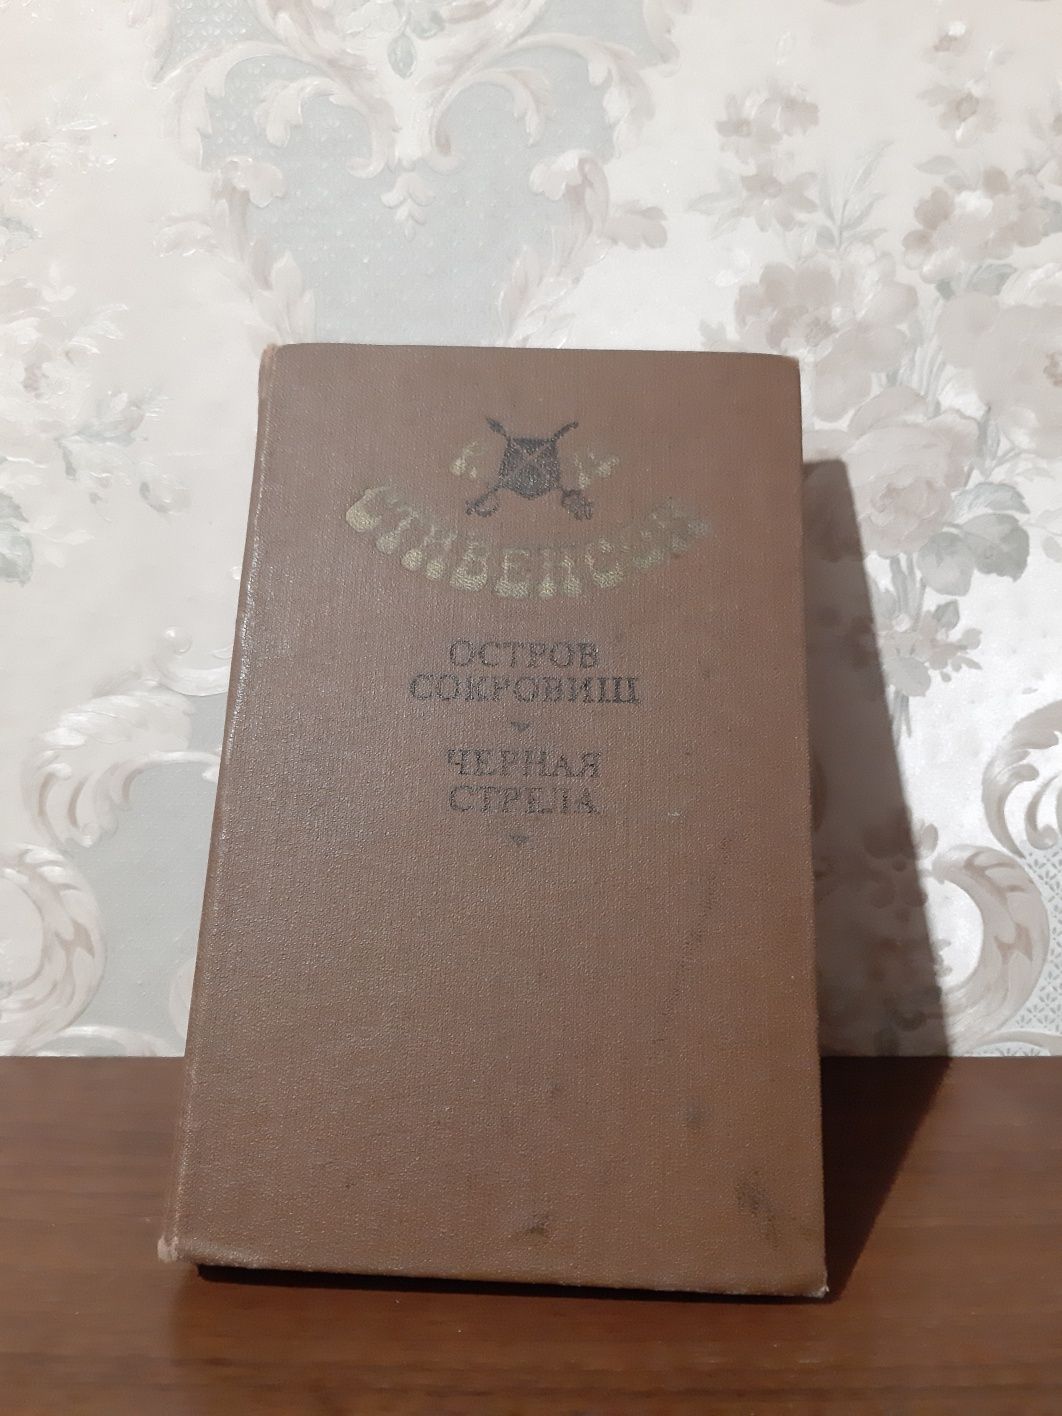 Р Л
СТИВЕНСОН
ОСТРОВ
СОКРОВИЩ
ЧЕРНАЯ
СТРЕЛА